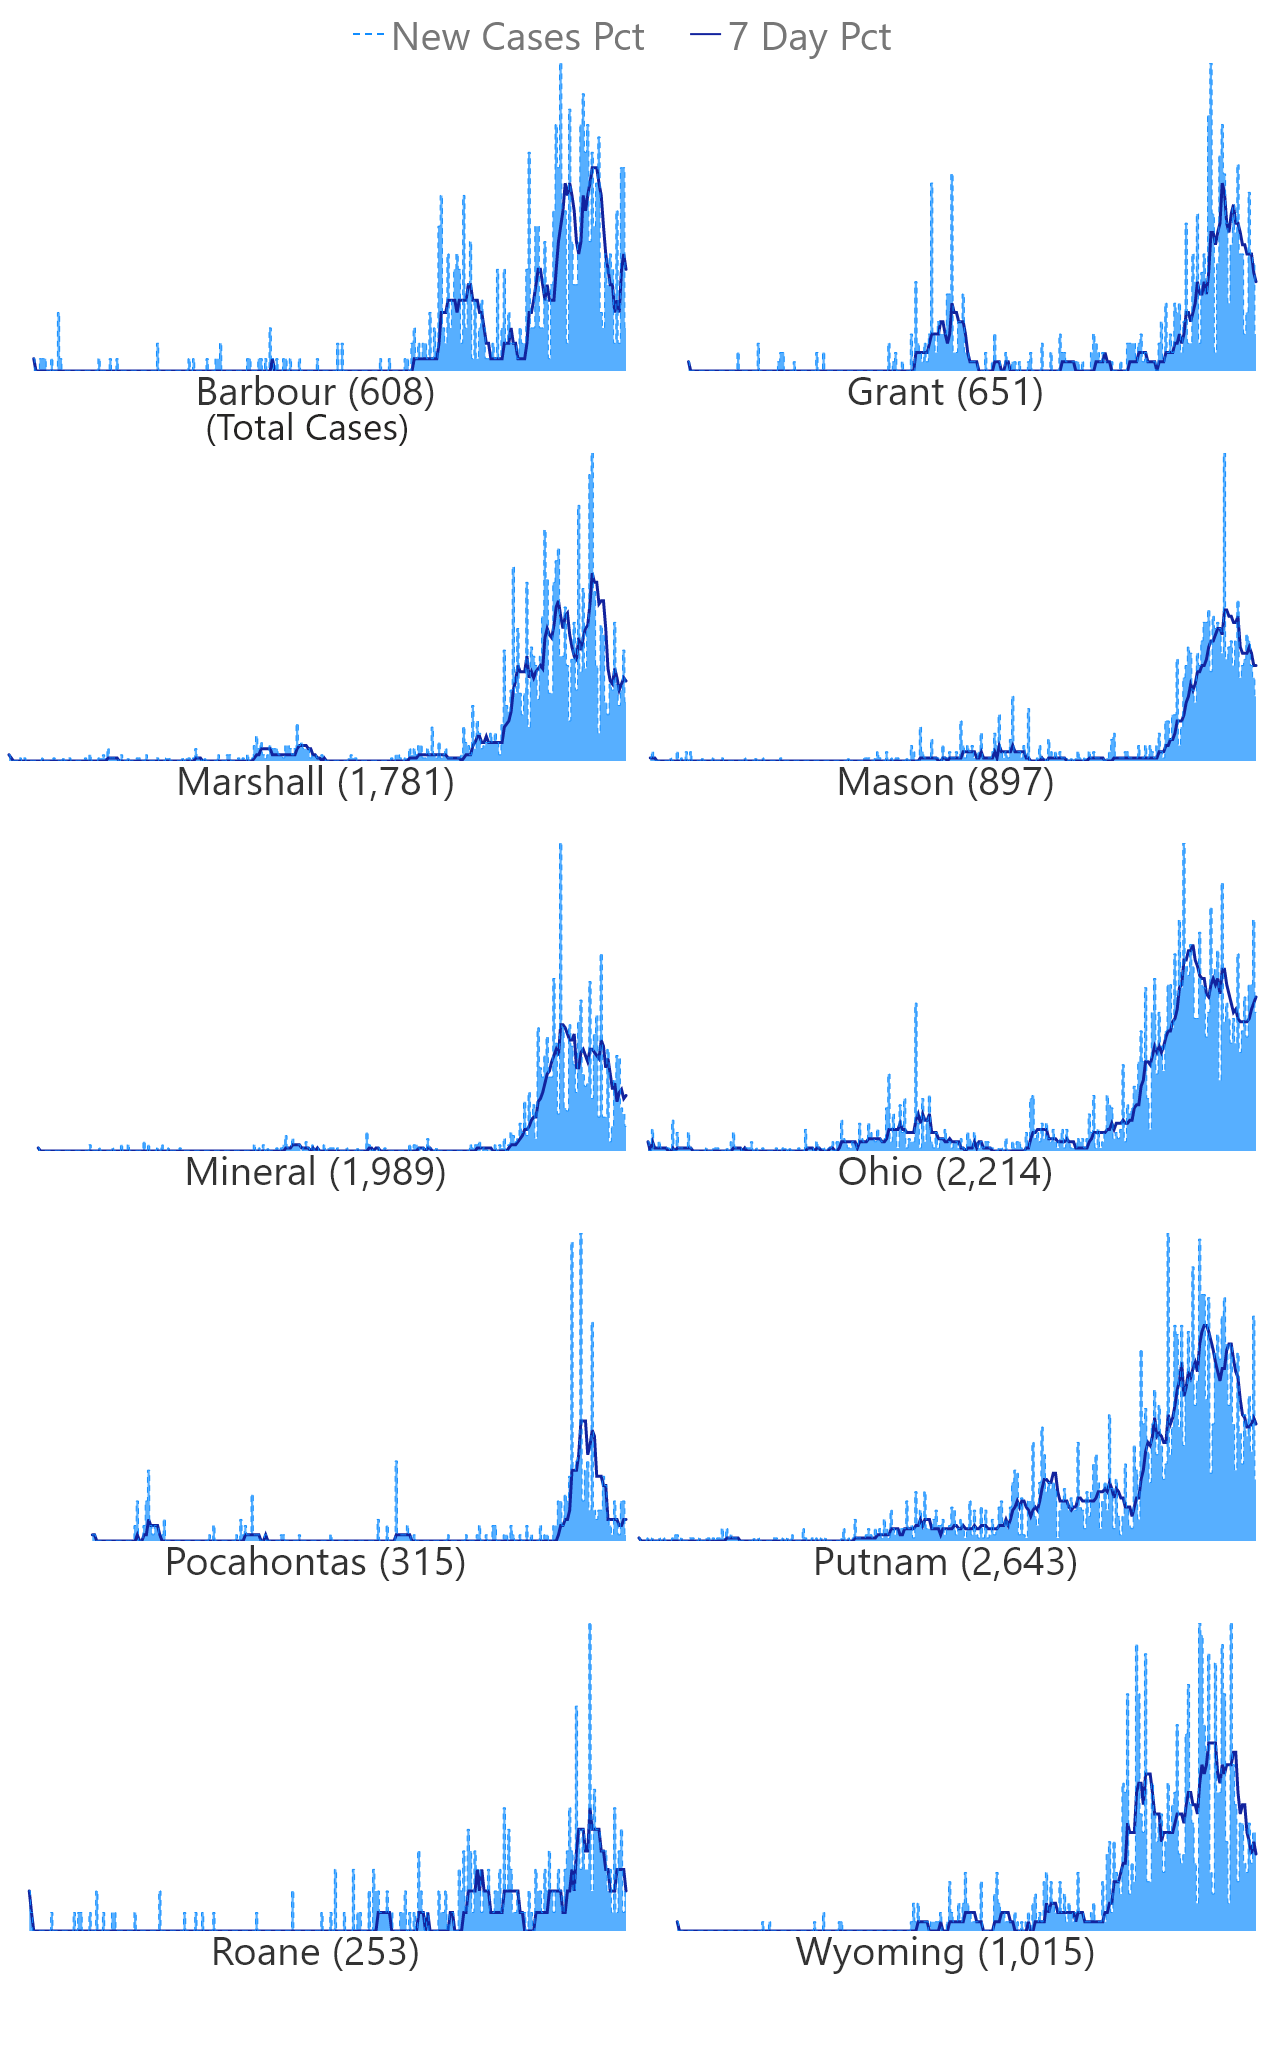 New Cases Pct 7 Day Pct
Barbour (608) Grant (651)
(Total Cases)
Marshall (1,781) Mason (897)
Mineral (1,989) Ohio (2,214)
Pocahontas (315) Putnam (2,643)
Roane (253) Wyoming (1,015)